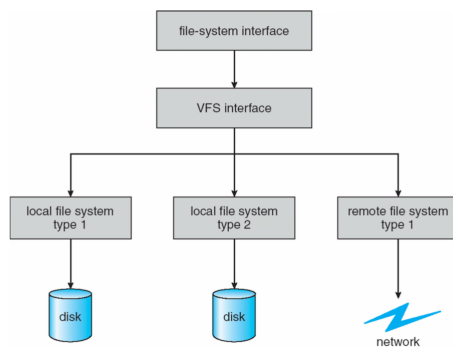 file-system interface
VFS interface
local file system
type 1
local file system
type 2
remote file system
type 1
disk
disk
network